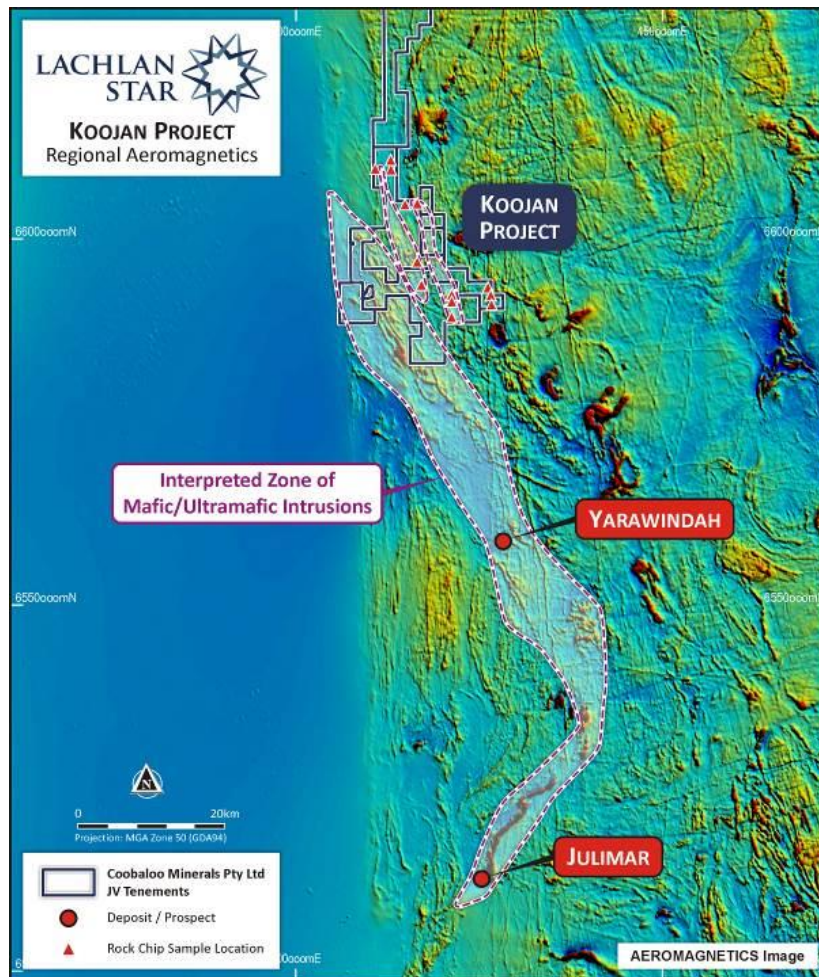 LACHLAN
STAR
KOOJAN PROJECT
Regional Aeromagnetics
KOOJAN
PROJECT
6600000mN
6600000mN
Interpreted Zone of
Mafic/Ultramafic Intrusions
YARAWINDAH
6550000mN
6550000mN
N
0
20km
Projection: MGA Zone 50 (GDA94)
JULIMAR
Coobaloo Minerals Pty Ltd
JV Tenements
Deposit / Prospect
Rock Chip Sample Location
AEROMAGNETICS Image